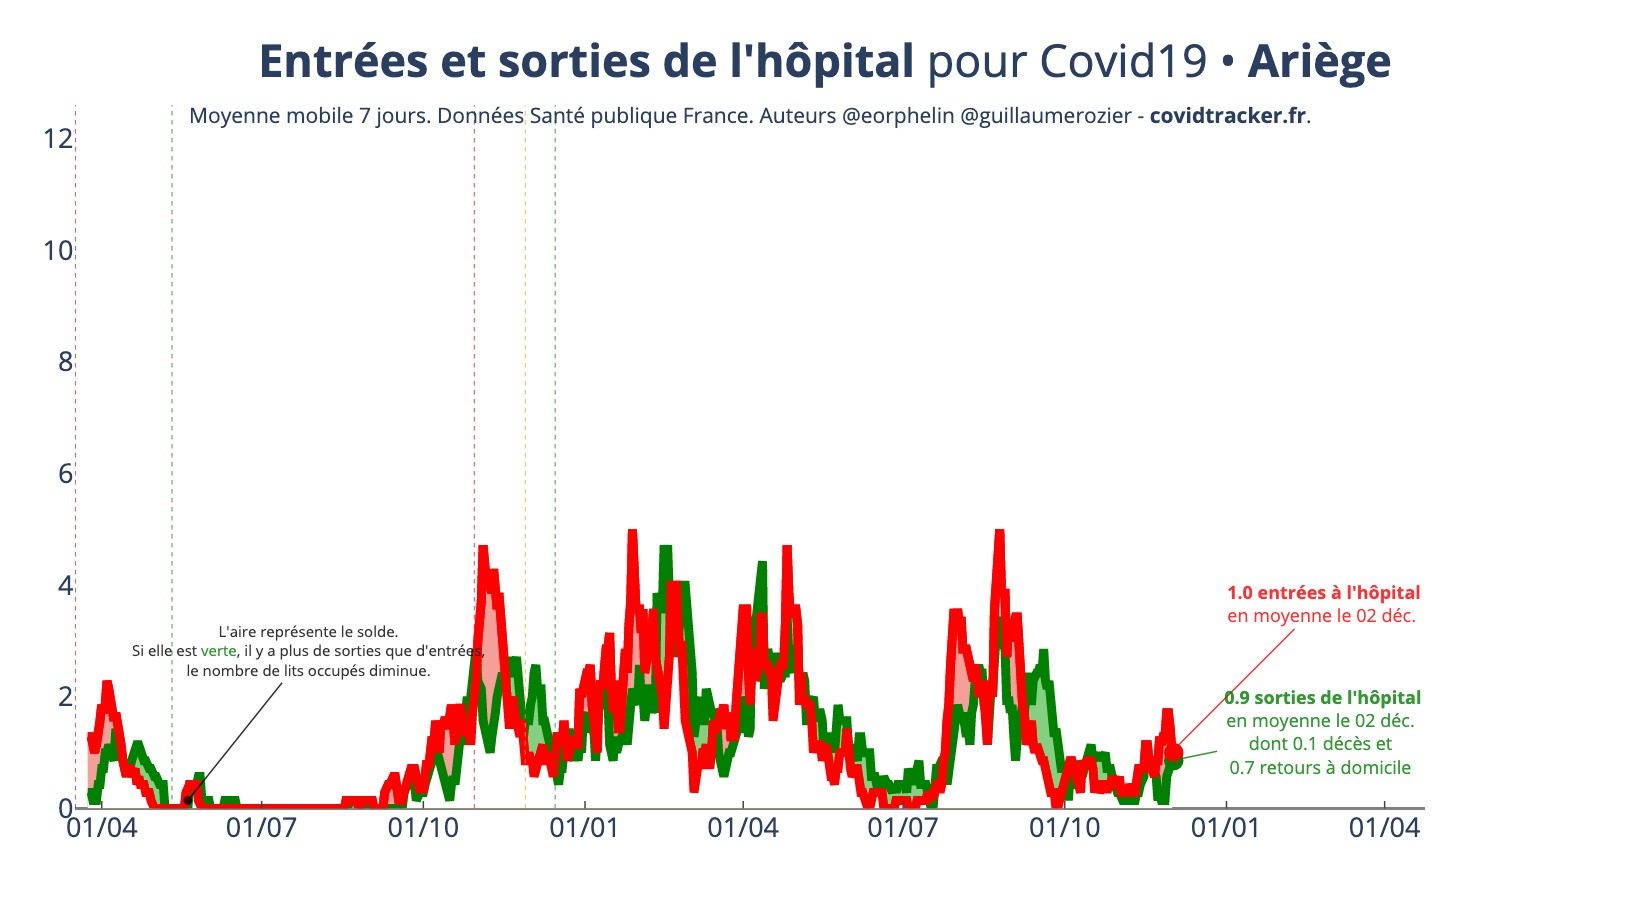 Entrées et sorties de l'hôpital pour Covid19 • Ariège
Moyenne mobile 7 jours. Données Santé publique France. Auteurs @eorphelin @guillaumerozier - covidtracker.fr.
12
10
8
6
4
2
0
L'aire représente le solde.
Si elle est verte, il y a plus de sorties que d'entrées,
le nombre de lits occupés diminue.
1.0 entrées à l'hôpital
en moyenne le 02 déc.
0.9 sorties de l'hôpital
en moyenne le 02 déc.
dont 0.1 décès et
0.7 retours à domicile
01/04 01/07 01/10 01/01 01/04 01/07 01/10 01/01 01/04